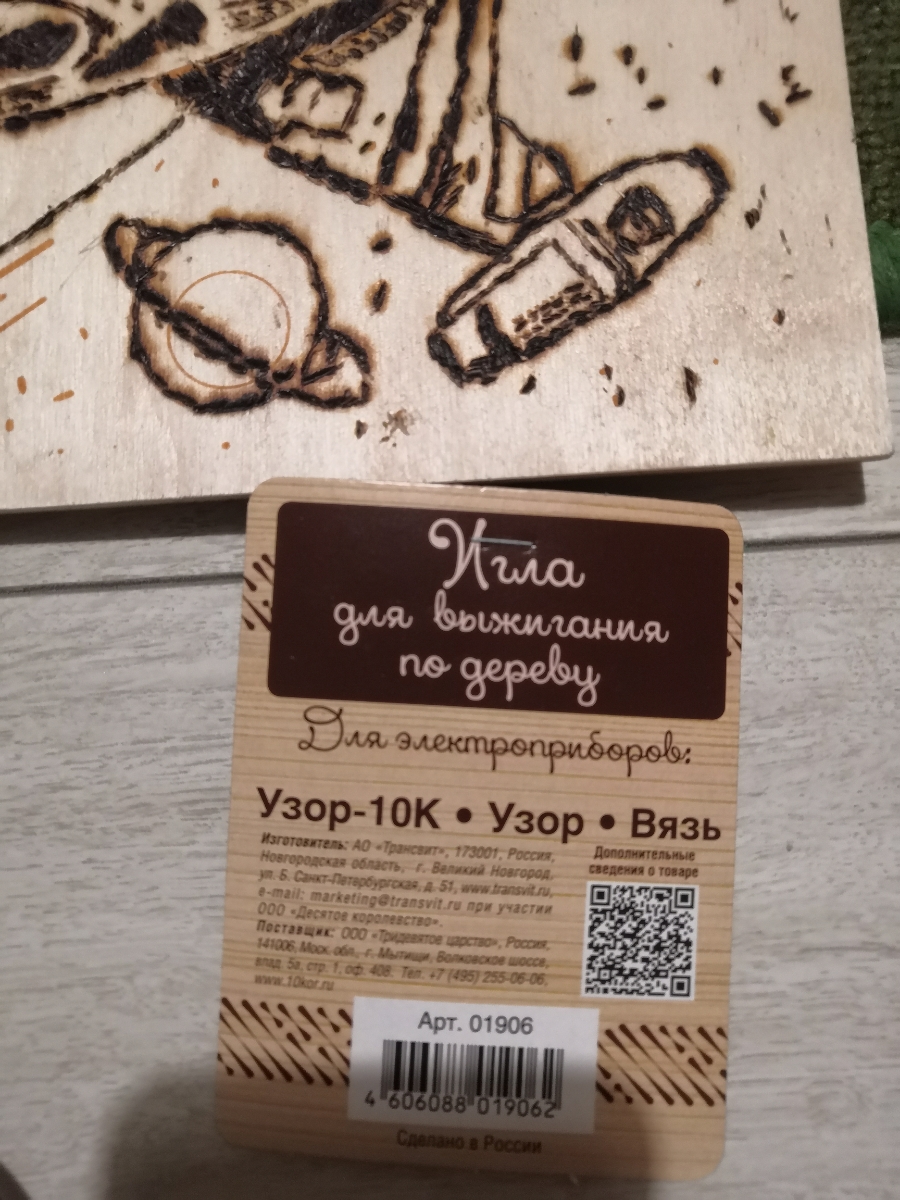 Игла
для выжигания
по дереву
Для электроприборов:
Узор-10К • Узор • Вязь
Изготовитель: АО «Трансвит», 173001, Россия,
Новгородская область, г. Великий Новгород,
ул. Б. Санкт-Петербургская, д. 51, www.transvit.ru,
e-mail: marketing@transvit.ru при участии
ООО «Десятое королевство».
Поставщик: ООО «Тридевятое царство», Россия,
141006, Моск. обл., г. Мытищи, Волковское шоссе,
влад. 5а, стр. 1, оф. 408. Тел. +7 (495) 255-06-06,
www.10kor.ru
Дополнительные
сведения о товаре
Арт. 01906
4 606088 019062
Сделано в России